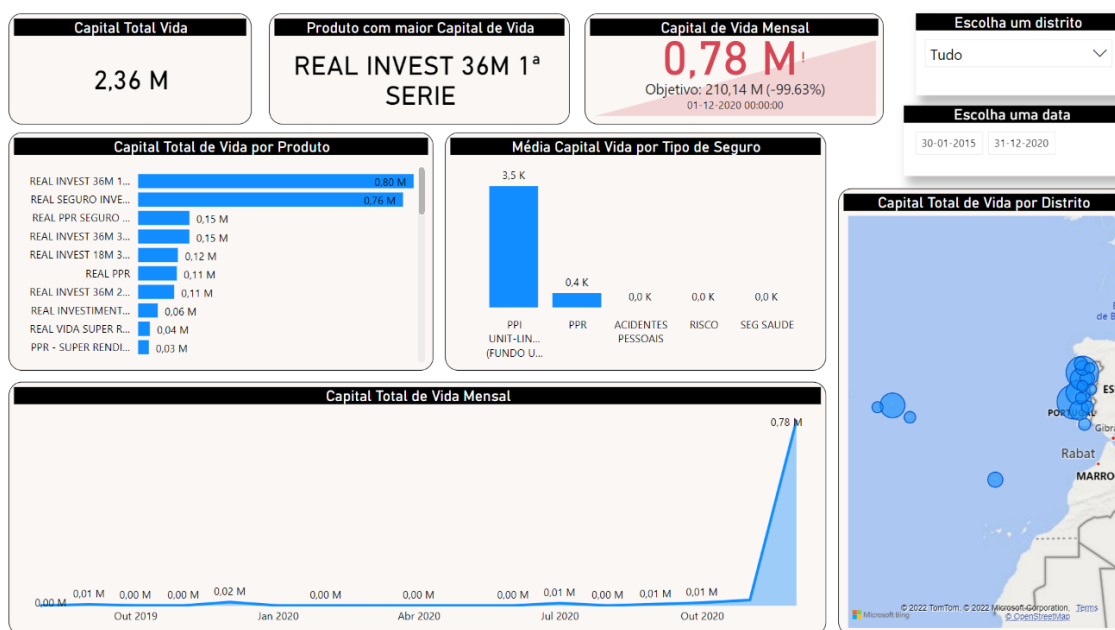 Capital Total Vida
2,36 M
Produto com maior Capital de Vida
REAL INVEST 36M 1ª
SERIE
Capital de Vida Mensal
0,78 M!
Objetivo: 210,14 M (-99.63%)
01-12-2020 00:00:00
Escolha um distrito
Tudo
Escolha uma data
30-01-2015 31-12-2020
Capital Total de Vida por Produto
REAL INVEST 36M 1... 0,80 M
REAL SEGURO INVE... 0,76 M
REAL PPR SEGURO ... 0,15 M
REAL INVEST 36M 3... 0,15 M
REAL INVEST 18M 3... 0,12 M
REAL PPR 0,11 M
REAL INVEST 36M 2... 0,11 M
REAL INVESTIMENT... 0,06 M
REAL VIDA SUPER R... 0,04 M
PPR - SUPER RENDI... 0,03 M
Média Capital Vida por Tipo de Seguro
3,5 K
0,4 K
0,0 K 0,0 K 0,0 K
PPI PPR ACIDENTES RISCO SEG SAUDE
UNIT-LIN... PESSOAIS
(FUNDO U...
Capital Total de Vida por Distrito
de B
ES
PORTUGAL
Gibra
Rabat
MARRO
Microsoft Bing
© 2022 TomTom, © 2022 Microsoft Corporation, Terms
© OpenStreetMap
Capital Total de Vida Mensal
0,78 M
0,00 M 0,01 M 0,00 M 0,00 M 0,02 M 0,00 M 0,00 M 0,00 M 0,01 M 0,00 M 0,01 M 0,01 M
Out 2019 Jan 2020 Abr 2020 Jul 2020 Out 2020